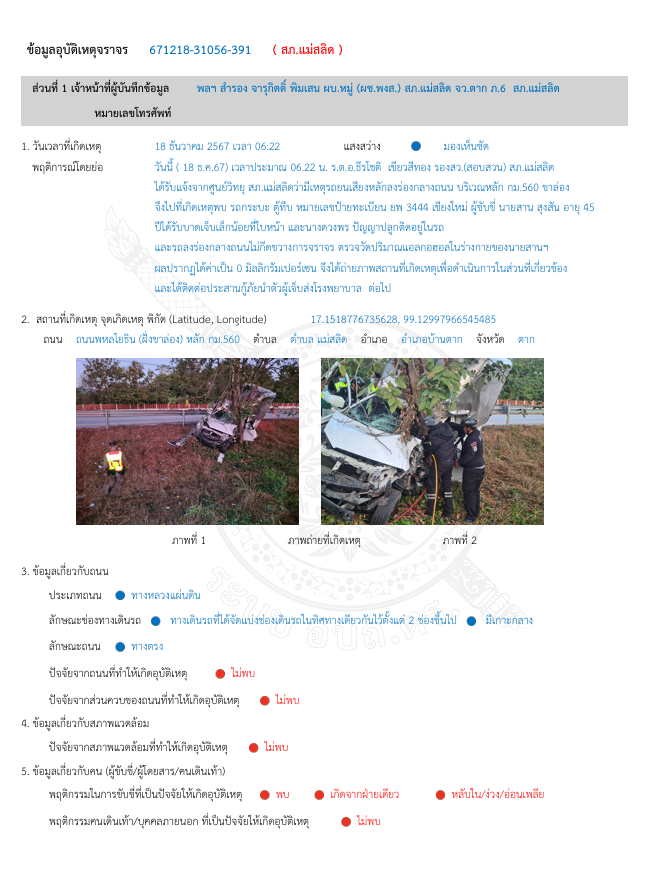 ข้อมูลอุบัติเหตุจราจร 671218-31056-391 ( สภ.แม่สลิด )
ส่วนที่ 1 เจ้าหน้าที่ผู้บันทึกข้อมูล พลฯ สำรอง จารุกิตติ์ พิมเสน ผบ.หมู่ (ผช.พงส.) สภ.แม่สลิด จว.ตาก ภ.6 สภ.แม่สลิด
หมายเลขโทรศัพท์
1. วันเวลาที่เกิดเหตุ 18 ธันวาคม 2567 เวลา 06:22 แสงสว่าง มองเห็นชัด
พฤติการณ์โดยย่อ วันนี้ ( 18 ธ.ค.67) เวลาประมาณ 06.22 น. ร.ต.อ.ธีรโชติ เขียวสีทอง รองสว.(สอบสวน) สภ.แม่สลิด
ได้รับแจ้งจากศูนย์วิทยุ สภ.แม่สลิดว่ามีเหตุรถยนเสียงหลักลงร่องกลางถนน บริเวณหลัก กม.560 ขาล่อง
จึงไปที่เกิดเหตุพบ รถกระบะ ตู้ทึบ หมายเลขป้ายทะเบียน ยพ 3444 เชียงใหม่ ผู้ขับขี่ นายสาน สุงสัน อายุ 45
ปีได้รับบาดเจ็บเล็กน้อยที่ใบหน้า และนางดวงพร ปัญญาปลูกติดอยู่ในรถ
และรถลงร่องกลางถนนไม่กีดขวางการจราจร ตรวจวัดปริมาณแอลกอฮอลในร่างกายของนายสานฯ
ผลปรากฏได้ค่าเป็น 0 มิลลิกรัมเปอร์เซน จึงได้ถ่ายภาพสถานที่เกิดเหตุเพื่อดำเนินการในส่วนที่เกี่ยวข้อง
และได้ติดต่อประสานกู้ภัยนำตัวผู้เจ็บส่งโรงพยาบาล ต่อไป
2. สถานที่เกิดเหตุ จุดเกิดเหตุ พิกัด (Latitude, Longitude) 17.1518776735628, 99.12997966545485
ถนน ถนนพหลโยธิน (ฝั่งขาล่อง) หลัก กม.560 ตำบล ตำบล แม่สลิด อำเภอ อำเภอบ้านตาก จังหวัด ตาก
ภาพที่ 1 ภาพถ่ายที่เกิดเหตุ ภาพที่ 2
3. ข้อมูลเกี่ยวกับถนน
ประเภทถนน ทางหลวงแผ่นดิน
ลักษณะช่องทางเดินรถ ทางเดินรถที่ได้จัดแบ่งช่องเดินรถในทิศทางเดียวกันไว้ตั้งแต่ 2 ช่องขึ้นไป มีเกาะกลาง
ลักษณะถนน ทางตรง
ปัจจัยจากถนนที่ทำให้เกิดอุบัติเหตุ ไม่พบ
ปัจจัยจากส่วนควบของถนนที่ทำให้เกิดอุบัติเหตุ ไม่พบ
4. ข้อมูลเกี่ยวกับสภาพแวดล้อม
ปัจจัยจากสภาพแวดล้อมที่ทำให้เกิดอุบัติเหตุ ไม่พบ
5. ข้อมูลเกี่ยวกับคน (ผู้ขับขี่/ผู้โดยสาร/คนเดินเท้า)
พฤติกรรมในการขับขี่ที่เป็นปัจจัยให้เกิดอุบัติเหตุ พบ เกิดจากฝ่ายเดียว หลับใน/ง่วง/อ่อนเพลีย
พฤติกรรมคนเดินเท้า/บุคคลภายนอก ที่เป็นปัจจัยให้เกิดอุบัติเหตุ ไม่พบ